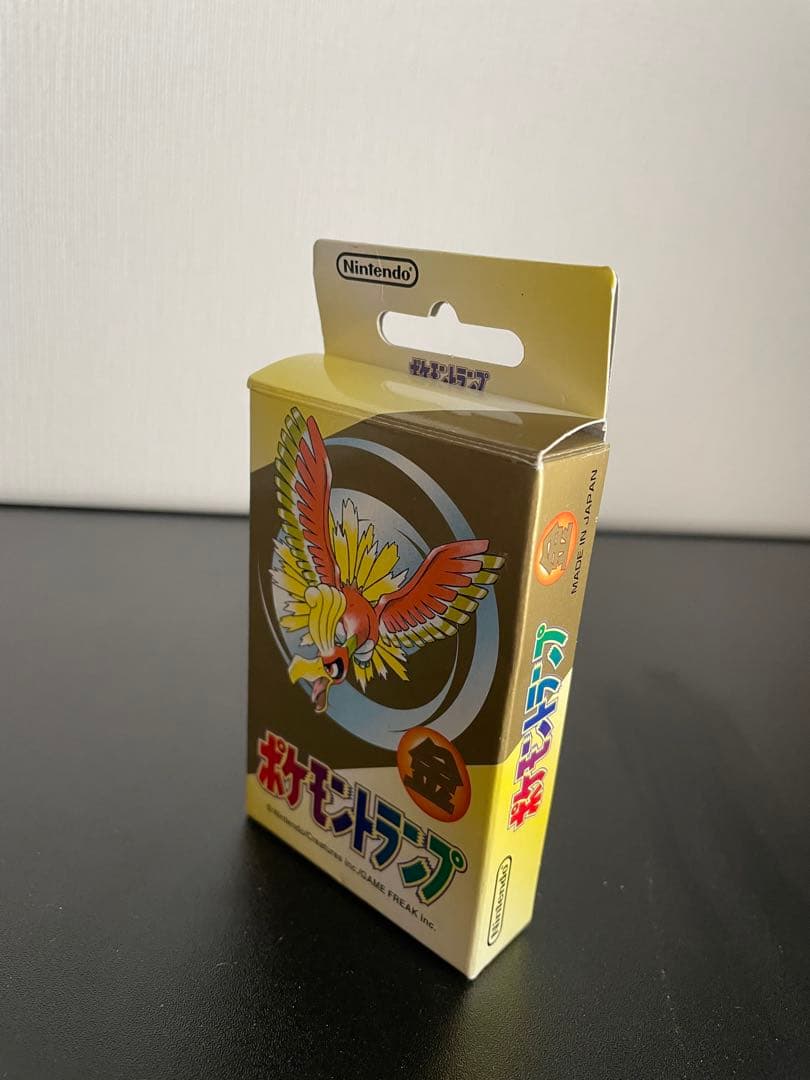 Nintendo®
ポケモントランプ
金
ポケモントランプ
©Nintendo/Creatures inc./GAME FREAK inc.
金
MADE IN JAPAN
ポケモントランプ
Nintendo